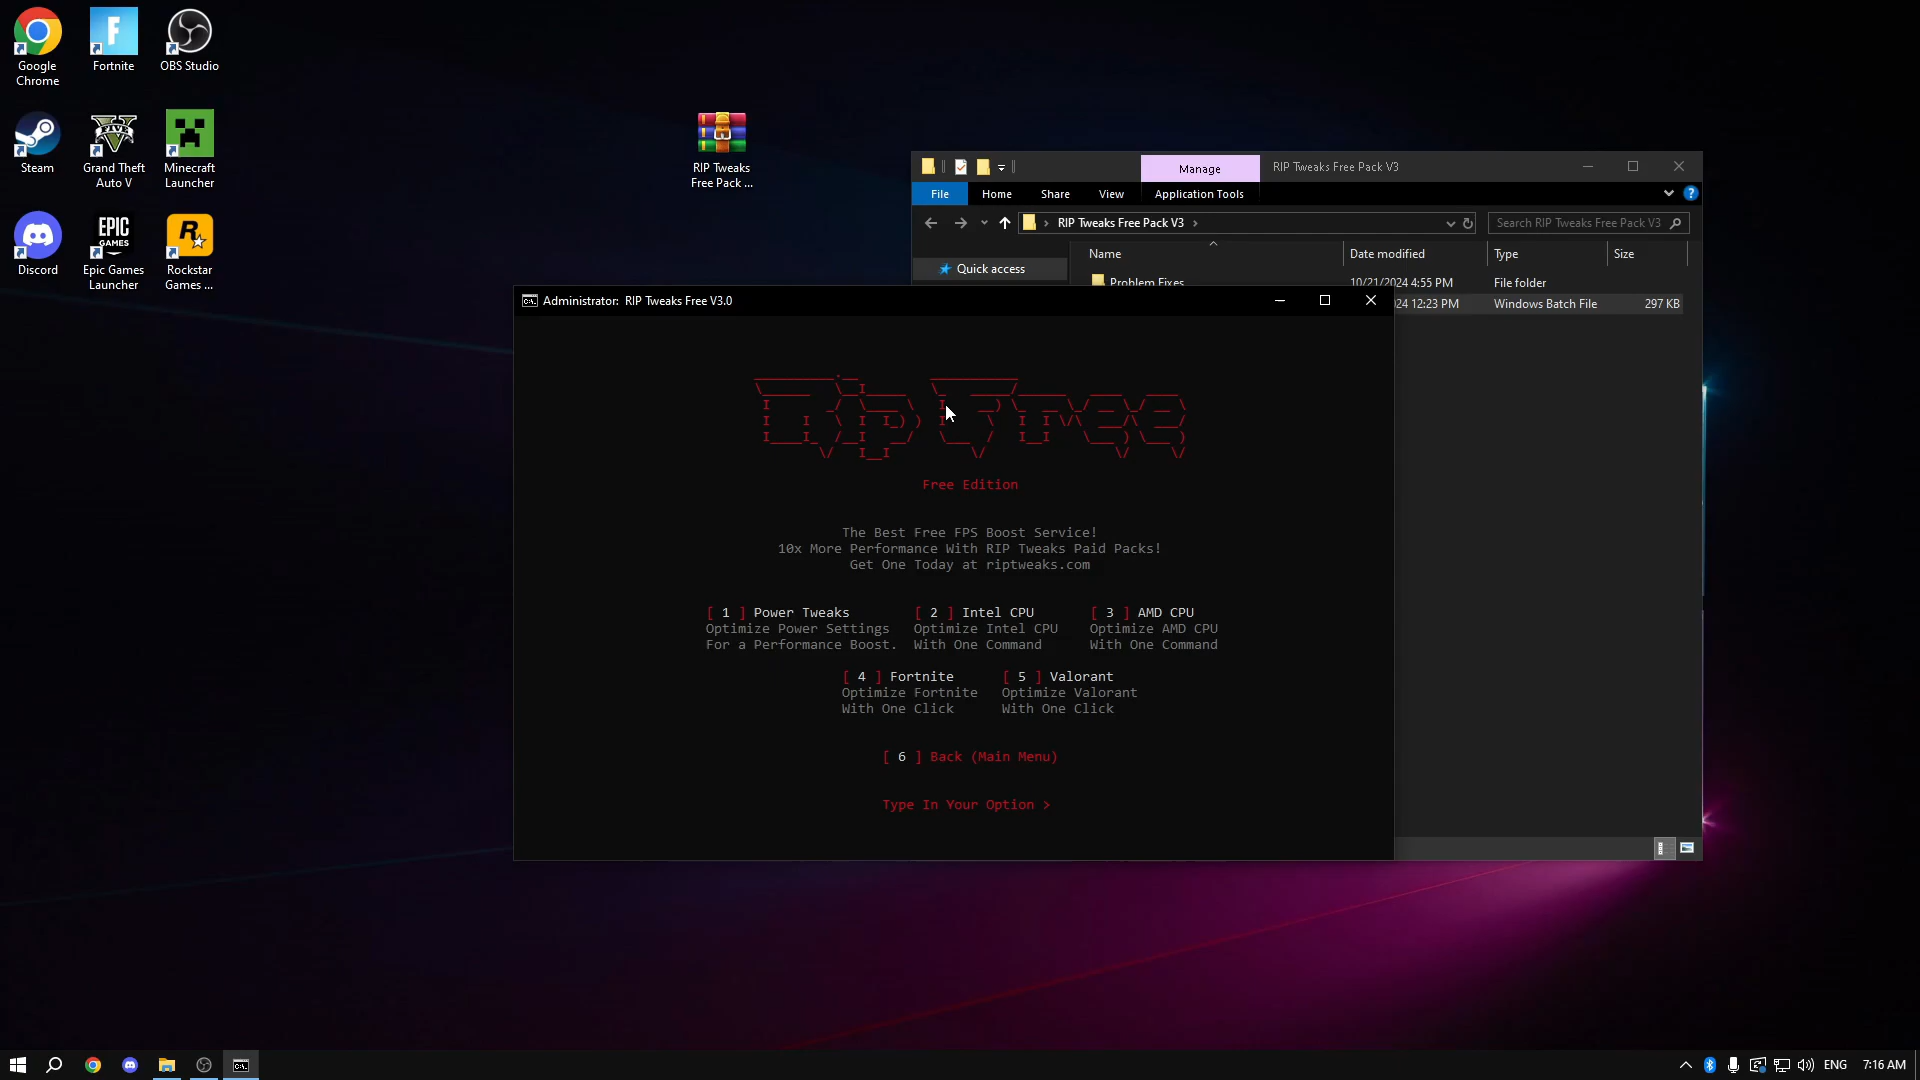 Google
Chrome
Fortnite
OBS Studio
Steam
Grand Theft
Auto V
Minecraft
Launcher
Discord
Epic Games
Launcher
Rockstar
Games ...
RIP Tweaks
Free Pack ...
Manage
RIP Tweaks Free Pack V3
File
Home
Share
View
Application Tools
RIP Tweaks Free Pack V3
Search RIP Tweaks Free Pack V3
Name
Date modified
Type
Size
Quick access
Problem Fixes
10/21/2024 4:55 PM
File folder
24 12:23 PM
Windows Batch File
297 KB
Administrator: RIP Tweaks Free V3.0
Rip Free
Free Edition
The Best Free FPS Boost Service!
10x More Performance With RIP Tweaks Paid Packs!
Get One Today at riptweaks.com
[ 1 ] Power Tweaks [ 2 ] Intel CPU [ 3 ] AMD CPU
Optimize Power Settings Optimize Intel CPU Optimize AMD CPU
For a Performance Boost. With One Command With One Command
[ 4 ] Fortnite [ 5 ] Valorant
Optimize Fortnite Optimize Valorant
With One Click With One Click
[ 6 ] Back (Main Menu)
Type In Your Option >
ENG
7:16 AM